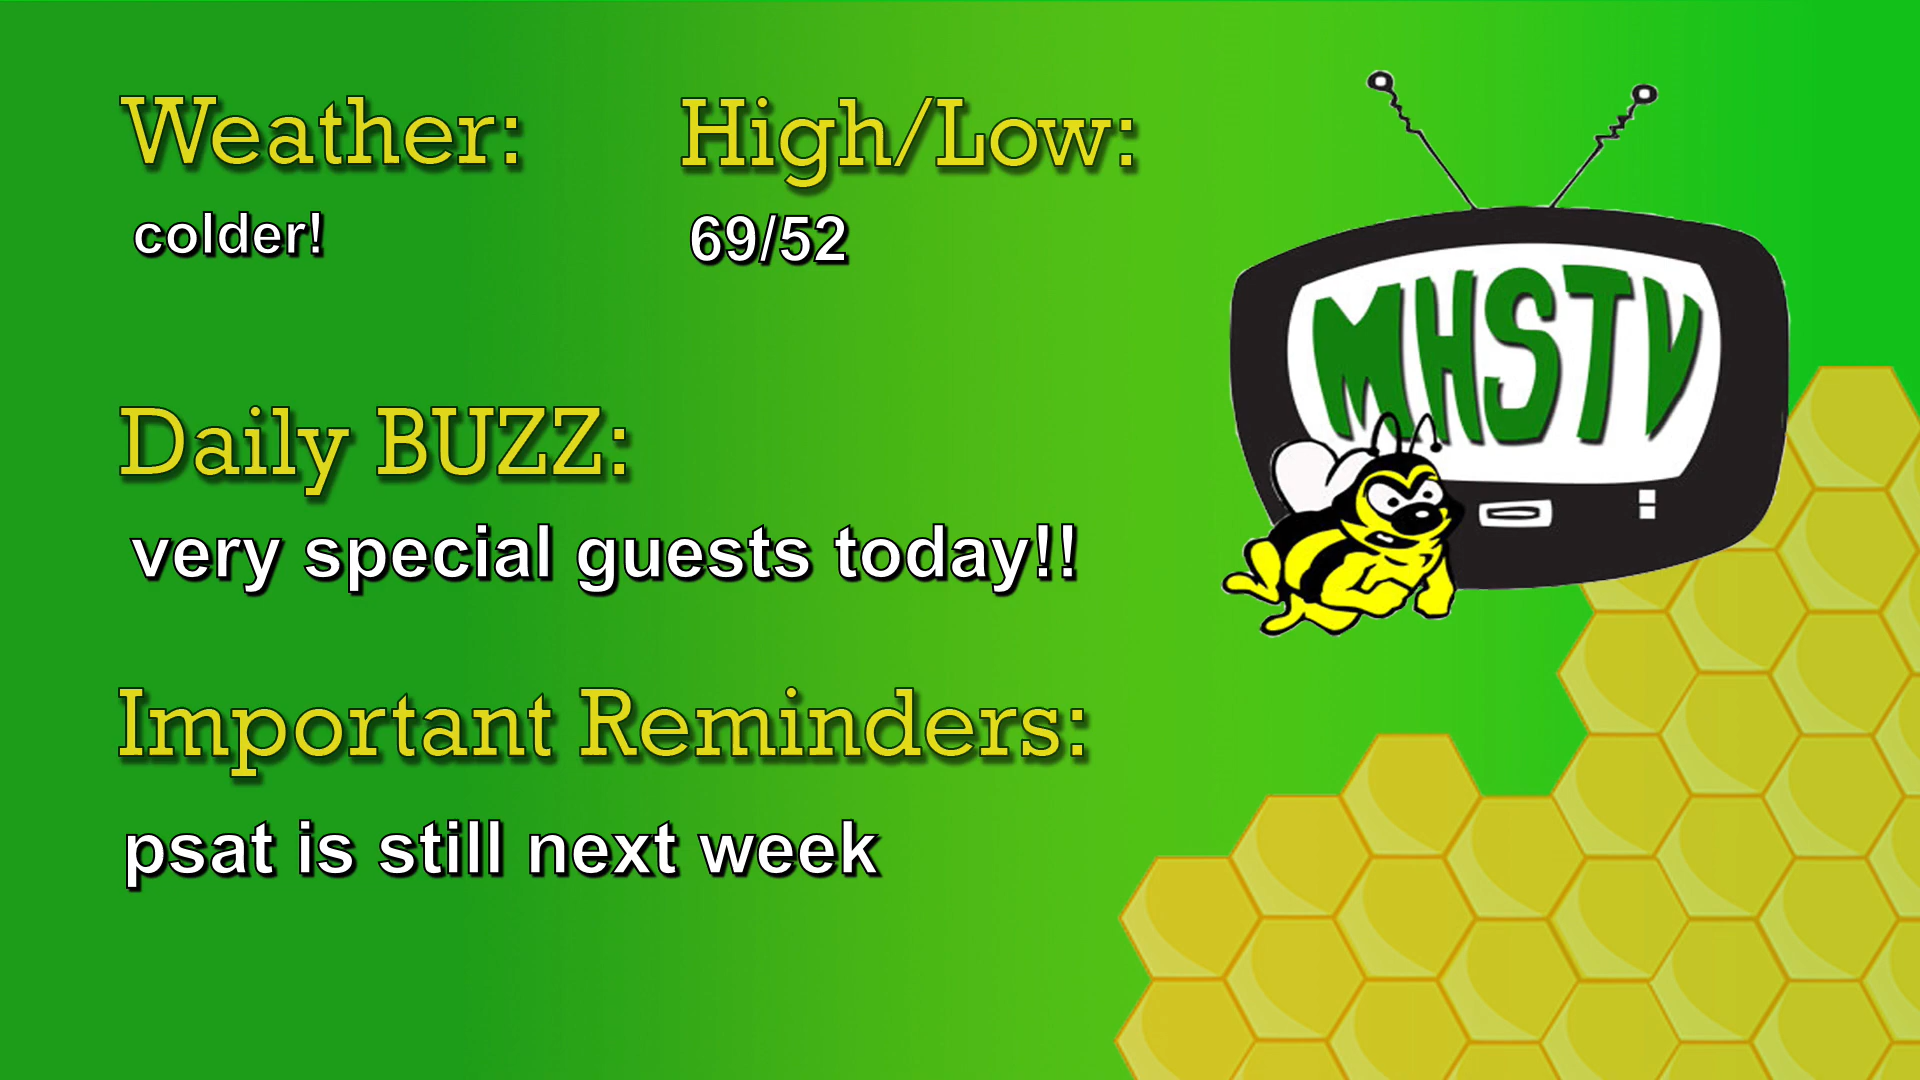 Weather:
High/Low:
colder!
69/52
MHSTV
Daily BUZZ:
very special guests today!!
Important Reminders:
psat is still next week